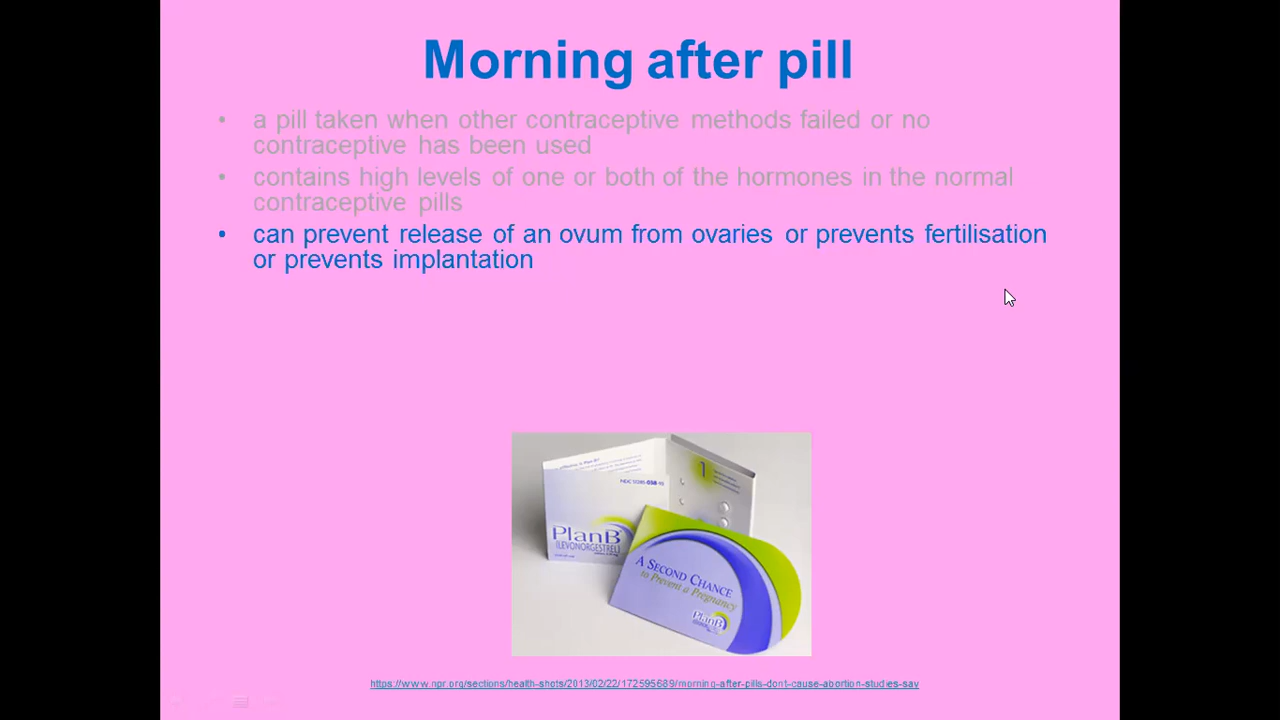 Morning after pill
• a pill taken when other contraceptive methods failed or no
contraceptive has been used
• contains high levels of one or both of the hormones in the normal
contraceptive pills
• can prevent release of an ovum from ovaries or prevents fertilisation
or prevents implantation
1
PlanB
(LEVONORGESTREL)
A SECOND CHANCE
to Prevent a Pregnancy
PlanB
https://www.npr.org/sections/health-shots/2013/02/22/172595689/morning-after-pills-dont-cause-abortion-studies-say